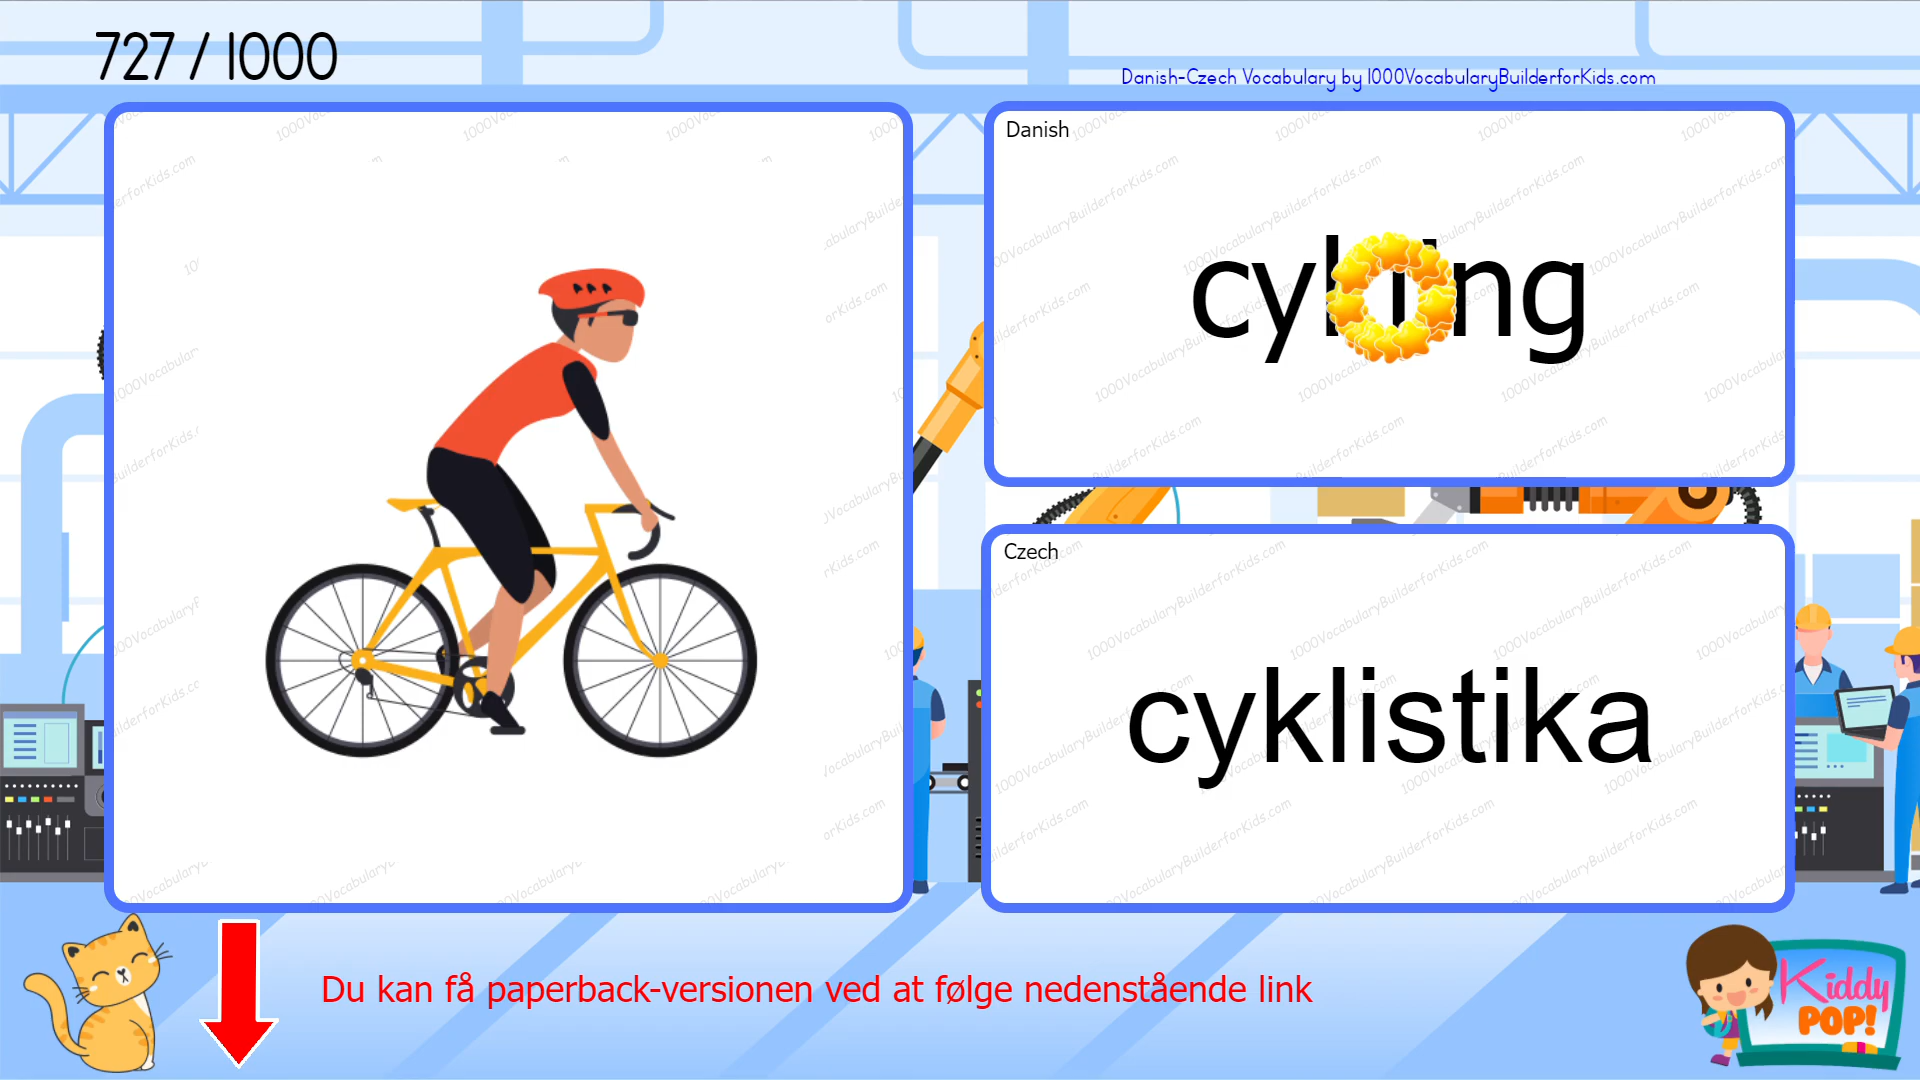 727 / 1000
Danish-Czech Vocabulary by 1000VocabularyBuilderforKids.com
Danish
Czech
cyklistika
Du kan få paperback-versionen ved at følge nedenstående link
Kiddy
POP!